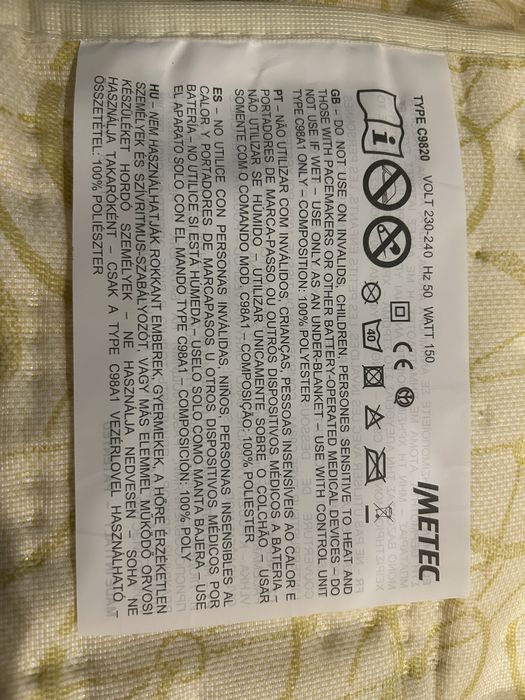 IMETEC
TYPE C9820 VOLT 230-240 Hz 50 WATT 150
i
CE
40
GB – DO NOT USE ON INVALIDS, CHILDREN, PERSONES SENSITIVE TO HEAT AND
THOSE WITH PACEMAKERS OR OTHER BATTERY-OPERATED MEDICAL DEVICES – DO
NOT USE IF WET – USE ONLY AS AN UNDER-BLANKET – USE WITH CONTROL UNIT
TYPE C98A1 ONLY – COMPOSITION: 100% POLYESTER
PT – NÃO UTILIZAR COM INVÁLIDOS, CRIANÇAS, PESSOAS INSENSÍVEIS AO CALOR E
PORTADORES DE MARCA-PASSO OU OUTROS DISPOSITIVOS MÉDICOS A BATERIA –
NÃO UTILIZAR SE HÚMIDO – UTILIZAR UNICAMENTE SOBRE O COLCHÃO – USAR
SOMENTE COM O COMANDO MOD. C98A1 – COMPOSIÇÃO: 100% POLIESTER
ES – NO UTILICE CON PERSONAS INVÁLIDAS, NIÑOS, PERSONAS INSENSIBLES AL
CALOR Y PORTADORES DE MARCAPASOS U OTROS DISPOSITIVOS MÉDICOS POR
BATERÍA – NO UTILICE SI ESTÁ HÚMEDA – USELO SOLO COMO MANTA BAJERA – USE
EL APARATO SOLO CON EL MANDO TYPE C98A1 – COMPOSICIÓN: 100% POLY
HU – NEM HASZNÁLHATJÁK ROKKANT EMBEREK, GYERMEKEK, A HŐRE ÉRZÉKETLEN
SZEMÉLYEK ÉS SZÍVRITMUS-SZABÁLYOZÓT, VAGY MÁS ELEMMEL MŰKÖDŐ ORVOSI
KÉSZÜLÉKET HORDÓ SZEMÉLYEK – NE HASZNÁLJA NEDVESEN – SOHA NE
HASZNÁLJA TAKARÓKÉNT – CSAK A TYPE C98A1 VEZÉRLŐVEL HASZNÁLHATÓ –
ÖSSZETÉTEL: 100% POLIÉSZTER